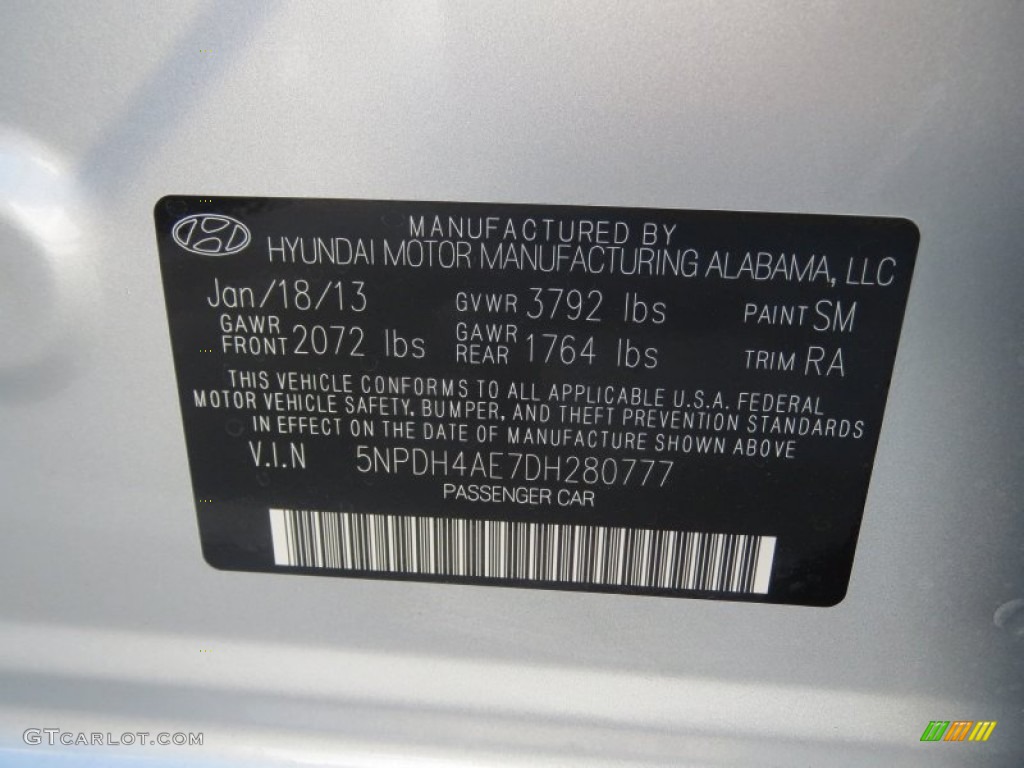 MANUFACTURED BY
HYUNDAI MOTOR MANUFACTURING ALABAMA, LLC
Jan/18/13 GVWR 3792 lbs PAINT SM
GAWR FRONT 2072 lbs GAWR REAR 1764 lbs TRIM RA
THIS VEHICLE CONFORMS TO ALL APPLICABLE U.S.A. FEDERAL
MOTOR VEHICLE SAFETY, BUMPER, AND THEFT PREVENTION STANDARDS
IN EFFECT ON THE DATE OF MANUFACTURE SHOWN ABOVE
V.I.N 5NPDH4AE7DH280777
PASSENGER CAR
GTCARLOT.COM